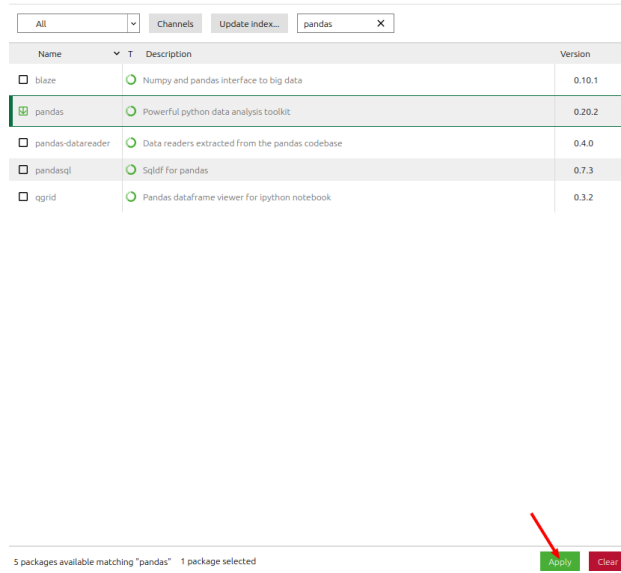 All Channels Update index... pandas
Name T Description Version
blaze Numpy and pandas interface to big data 0.10.1
pandas Powerful python data analysis toolkit 0.20.2
pandas-datareader Data readers extracted from the pandas codebase 0.4.0
pandasql Sqldf for pandas 0.7.3
qgrid Pandas dataframe viewer for ipython notebook 0.3.2
5 packages available matching "pandas" 1 package selected Apply Clear